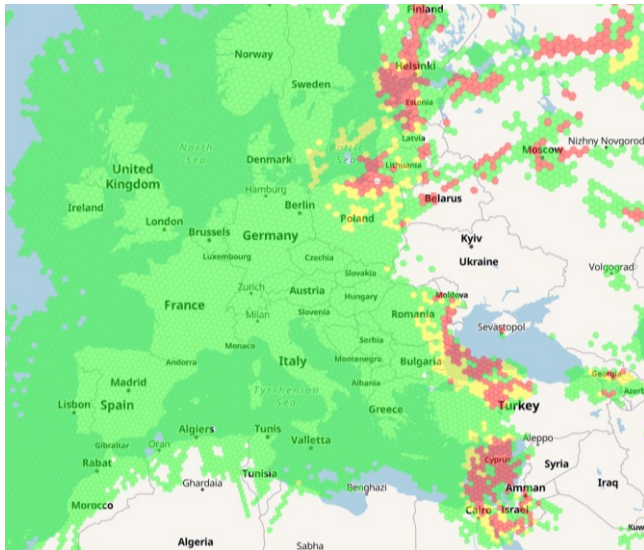 Finland
Norway
Helsinki
Sweden
Estonia
North
Sea
Baltic
Sea
Latvia
Moscow
Nizhny Novgorod
Denmark
Lithuania
United
Kingdom
Hamburg
Belarus
Ireland
Berlin
Poland
London
Brussels
Germany
Kyiv
Luxembourg
Czechia
Ukraine
Slovakia
Volgograd
Zurich
Austria
Hungary
Moldova
France
Milan
Slovenia
Romania
Sevastopol
Serbia
Monaco
Andorra
Italy
Montenegro
Bulgaria
Georgia
Madrid
Albania
Azerb
Lisbon
Spain
Tyrrhenian
Sea
Greece
Turkey
Gibraltar
Algiers
Tunis
Oran
Valletta
Aleppo
Rabat
Cyprus
Syria
Tunisia
Ghardaia
Benghazi
Amman
Iraq
Morocco
Cairo
Israel
Kuw
Algeria
Sabha